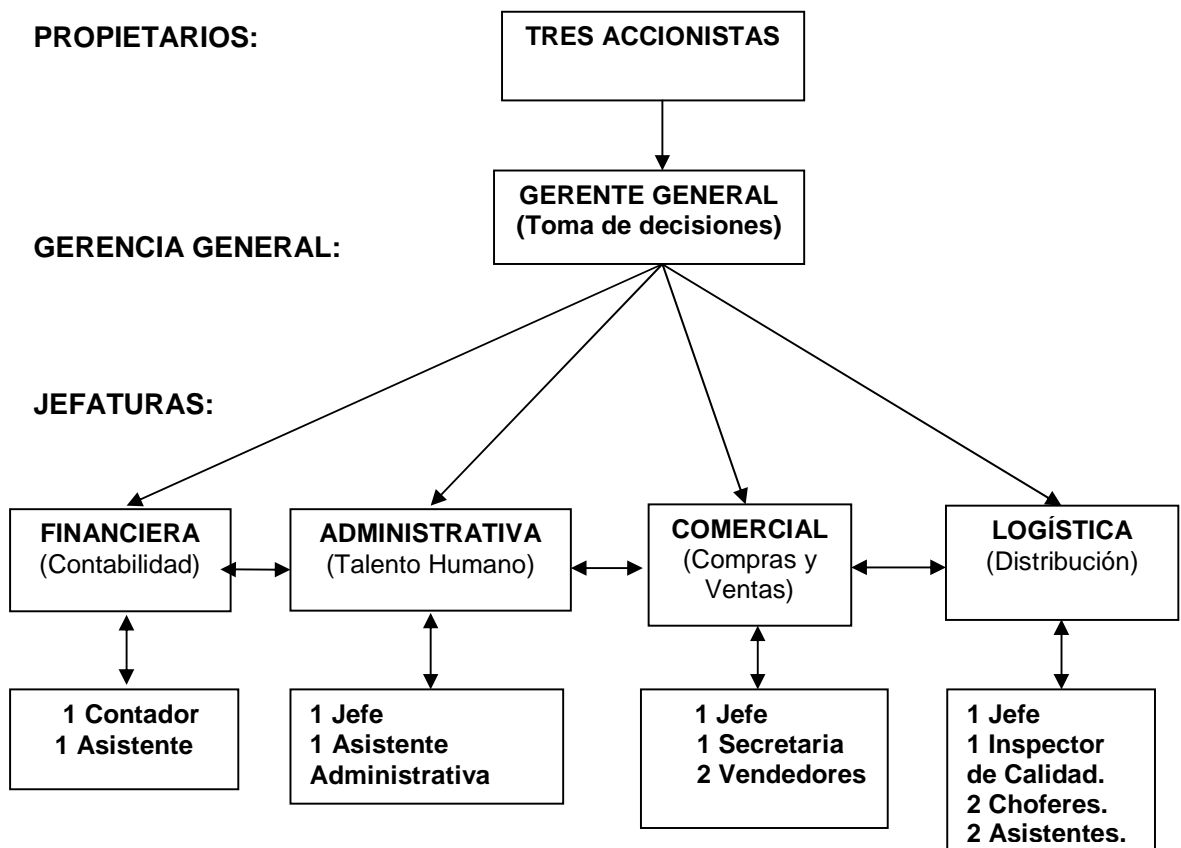 PROPIETARIOS:
TRES ACCIONISTAS
GERENTE GENERAL
(Toma de decisiones)
GERENCIA GENERAL:
JEFATURAS:
FINANCIERA
(Contabilidad)
ADMINISTRATIVA
(Talento Humano)
COMERCIAL
(Compras y
Ventas)
LOGÍSTICA
(Distribución)
1 Contador
1 Asistente
1 Jefe
1 Asistente
Administrativa
1 Jefe
1 Secretaria
2 Vendedores
1 Jefe
1 Inspector
de Calidad.
2 Choferes.
2 Asistentes.